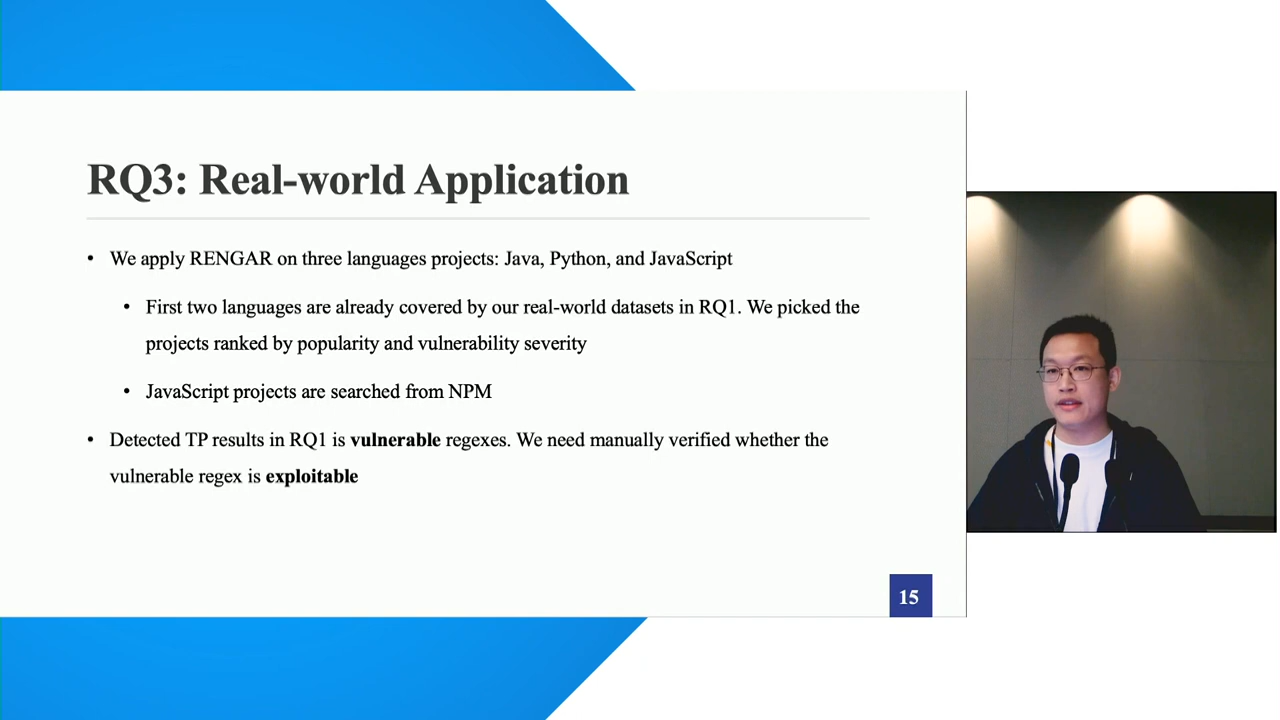 RQ3: Real-world Application
• We apply RENGAR on three languages projects: Java, Python, and JavaScript
• First two languages are already covered by our real-world datasets in RQ1. We picked the
projects ranked by popularity and vulnerability severity
• JavaScript projects are searched from NPM
• Detected TP results in RQ1 is vulnerable regexes. We need manually verified whether the
vulnerable regex is exploitable
15